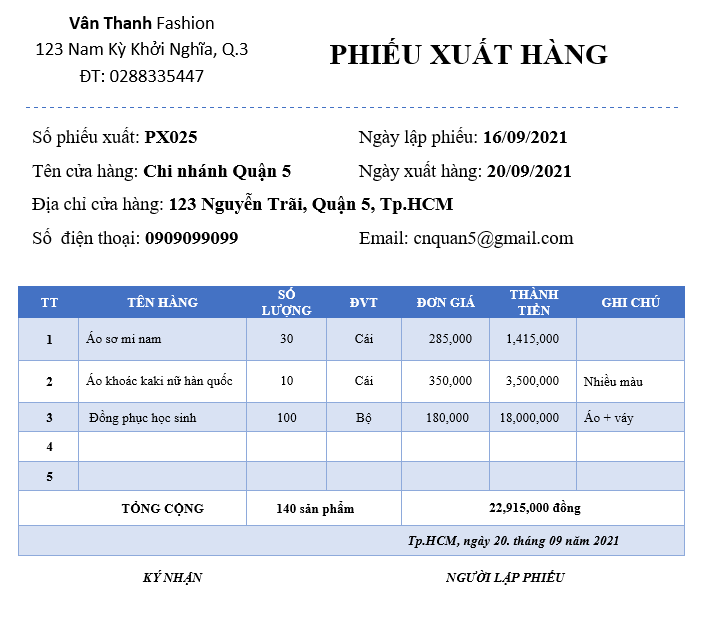 Vân Thanh Fashion
123 Nam Kỳ Khởi Nghĩa, Q.3
ĐT: 0288335447
PHIẾU XUẤT HÀNG
Số phiếu xuất: PX025 Ngày lập phiếu: 16/09/2021
Tên cửa hàng: Chi nhánh Quận 5 Ngày xuất hàng: 20/09/2021
Địa chỉ cửa hàng: 123 Nguyễn Trãi, Quận 5, Tp.HCM
Số điện thoại: 0909099099 Email: cnquan5@gmail.com
TT TÊN HÀNG SỐ LƯỢNG ĐVT ĐƠN GIÁ THÀNH TIỀN GHI CHÚ
1 Áo sơ mi nam 30 Cái 285,000 1,415,000
2 Áo khoác kaki nữ hàn quốc 10 Cái 350,000 3,500,000 Nhiều màu
3 Đồng phục học sinh 100 Bộ 180,000 18,000,000 Áo + váy
4
5
TỔNG CỘNG 140 sản phẩm 22,915,000 đồng
Tp.HCM, ngày 20. tháng 09 năm 2021
KÝ NHẬN NGƯỜI LẬP PHIẾU